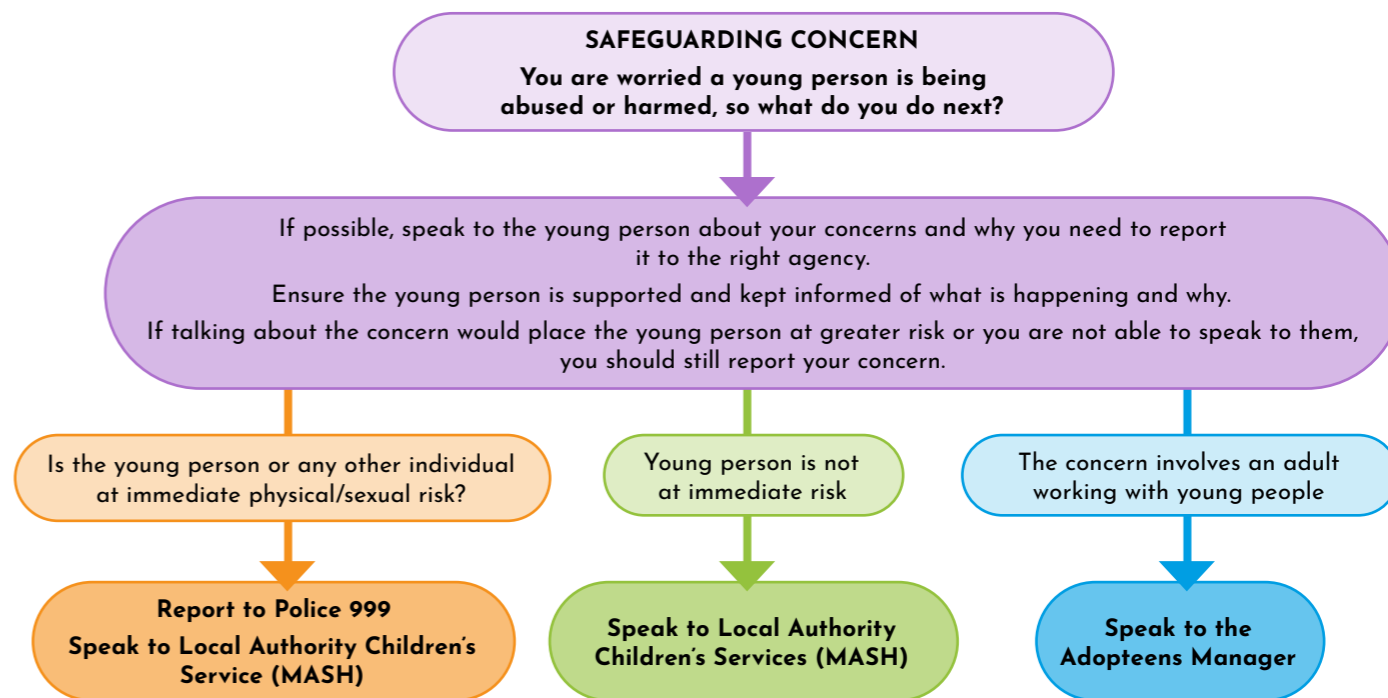 SAFEGUARDING CONCERN
You are worried a young person is being
abused or harmed, so what do you do next?
If possible, speak to the young person about your concerns and why you need to report
it to the right agency.
Ensure the young person is supported and kept informed of what is happening and why.
If talking about the concern would place the young person at greater risk or you are not able to speak to them,
you should still report your concern.
Is the young person or any other individual
at immediate physical/sexual risk?
Report to Police 999
Speak to Local Authority Children’s
Service (MASH)
Young person is not
at immediate risk
Speak to Local Authority
Children’s Services (MASH)
The concern involves an adult
working with young people
Speak to the
Adopteens Manager